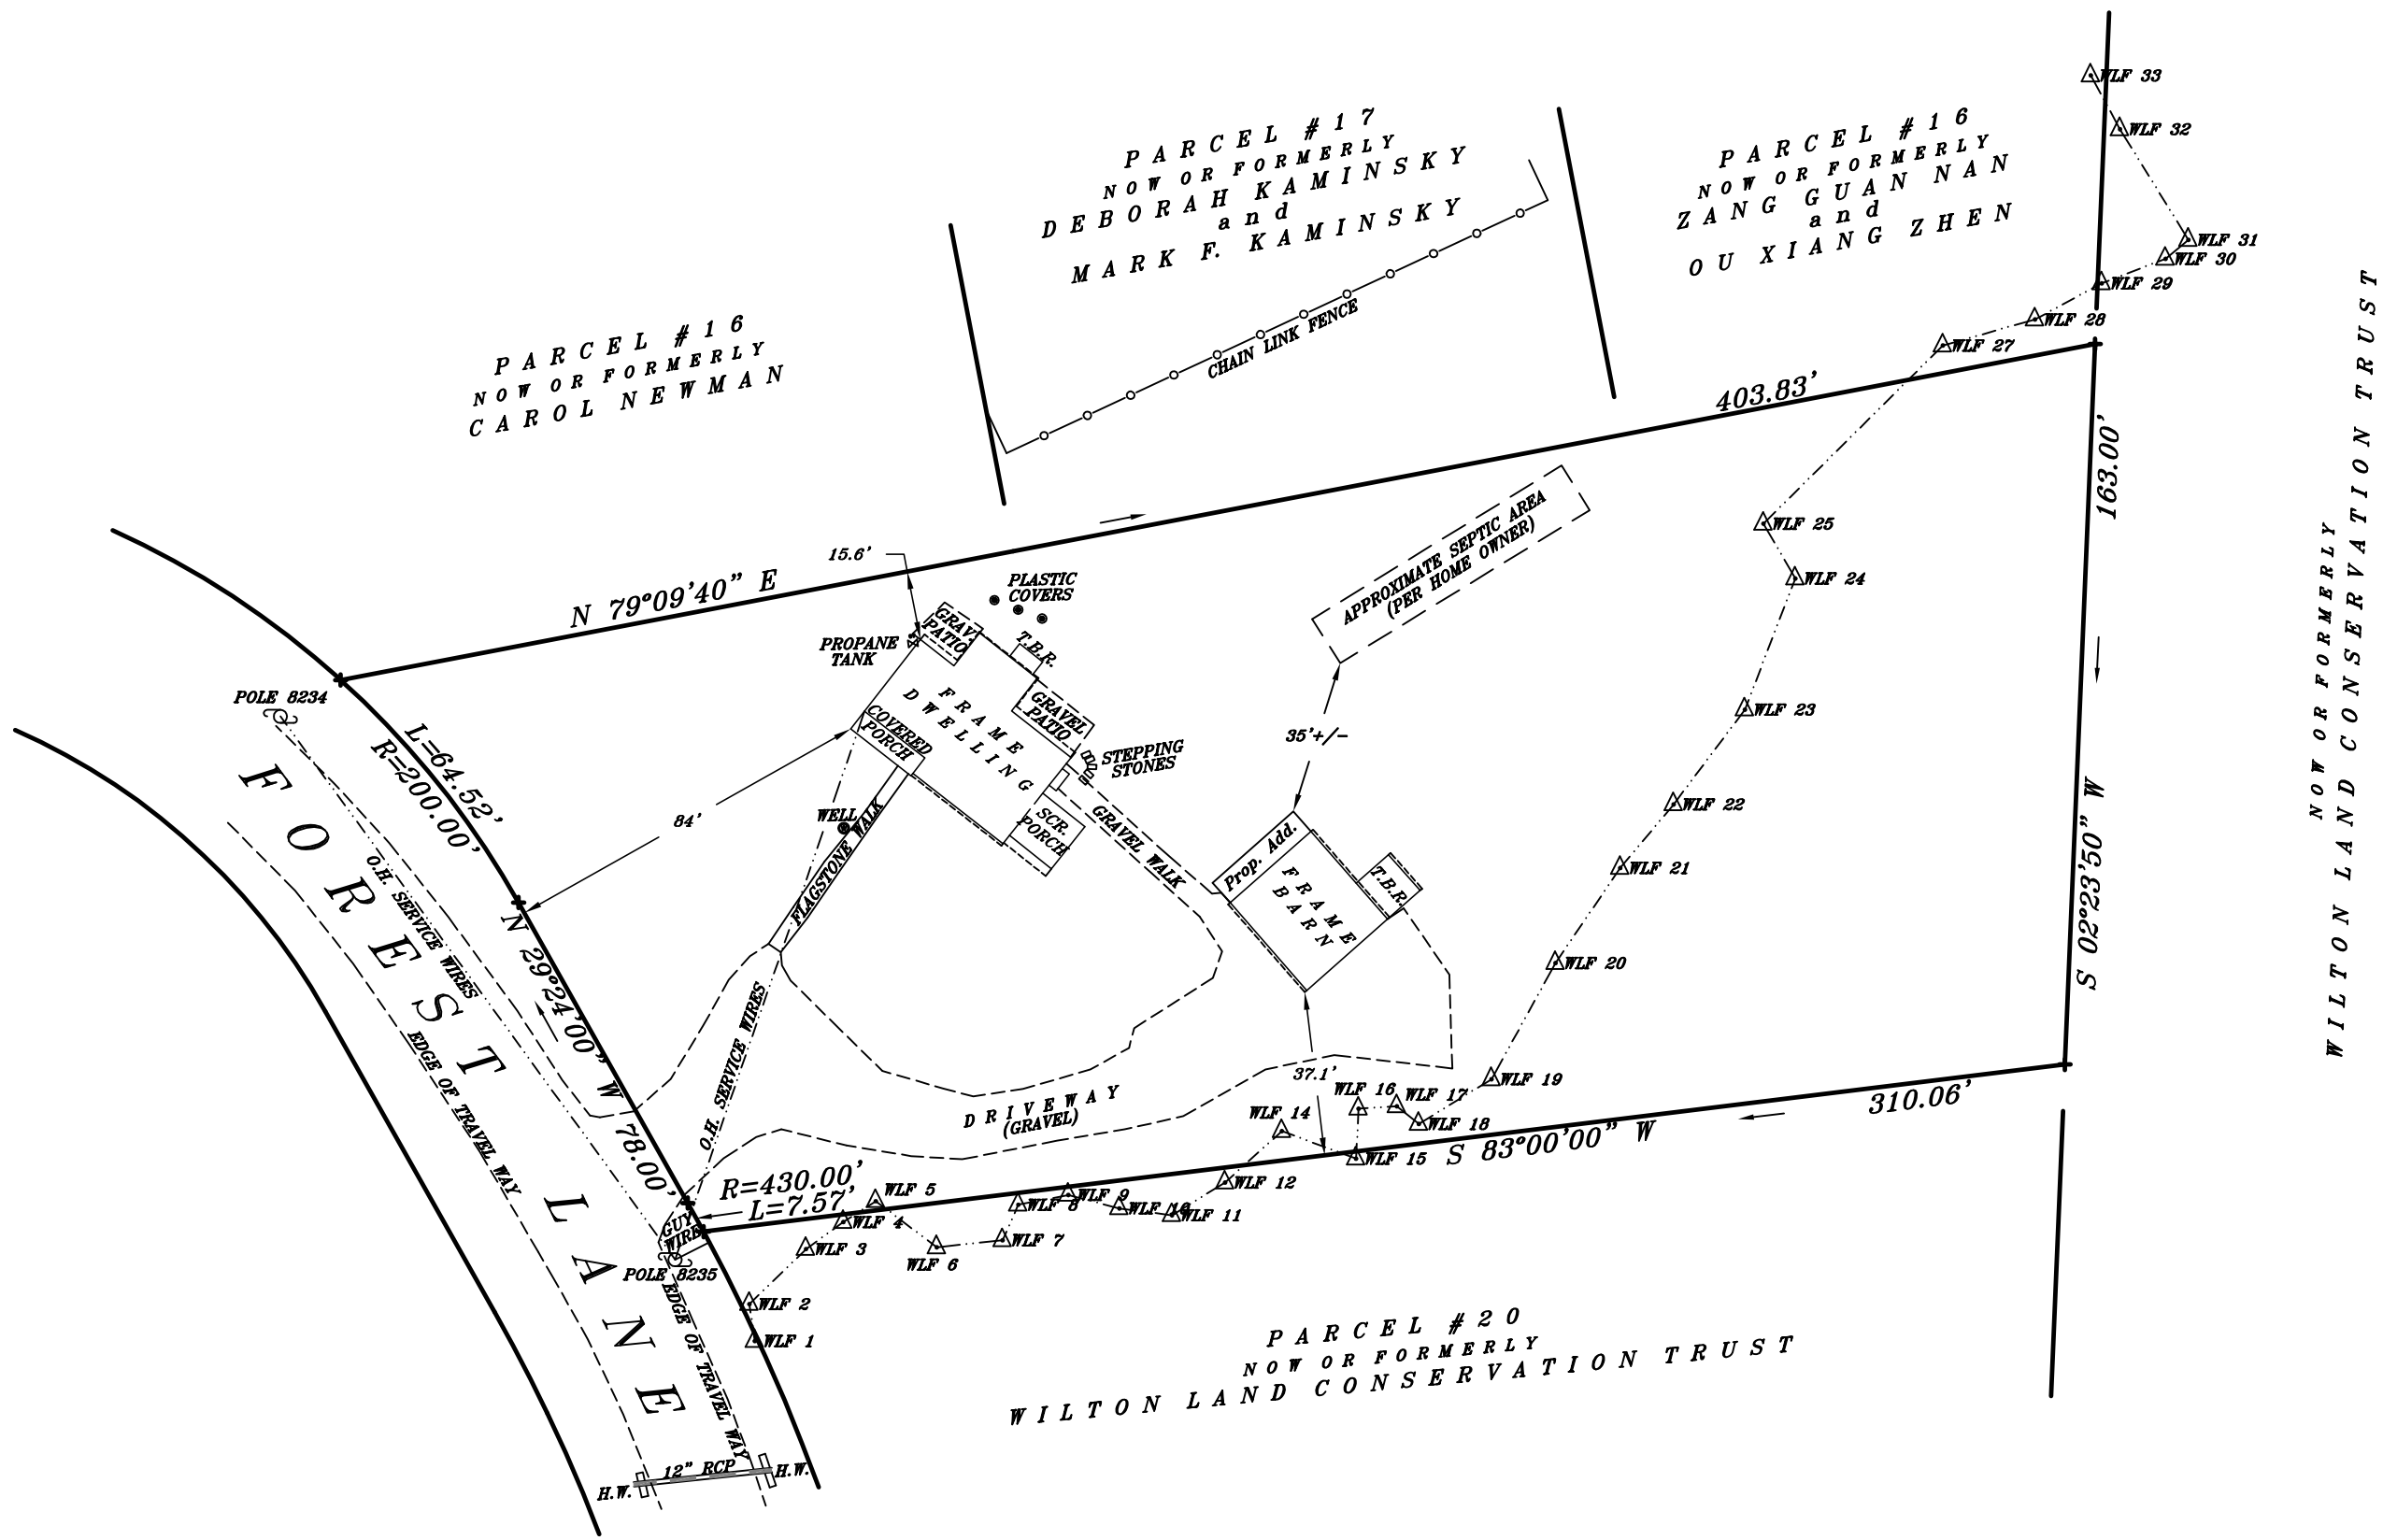 WLF 33
WLF 32
WLF 31
WLF 30
WLF 29
WLF 28
WLF 27
PARCEL #17
NOW OR FORMERLY
DEBORAH KAMINSKY
and
MARK F. KAMINSKY
CHAIN LINK FENCE
PARCEL #16
NOW OR FORMERLY
ZANG GUAN NAN
and
OU XIANG ZHEN
PARCEL #16
NOW OR FORMERLY
CAROL NEWMAN
403.83'
163.00'
S 02°23'50" W
NOW OR FORMERLY
WILTON LAND CONSERVATION TRUST
N 79°09'40" E
15.6'
PLASTIC
COVERS
APPROXIMATE SEPTIC AREA
(PER HOME OWNER)
WLF 25
WLF 24
WLF 23
WLF 22
WLF 21
WLF 20
WLF 19
PROPANE
TANK
GRAV.
PATIO
T.B.R.
GRAVEL
PATIO
FRAME
DWELLING
COVERED
PORCH
STEPPING
STONES
SCR.
PORCH
GRAVEL WALK
WELL
FLAGSTONE WALK
84'
35'+/-
Prop. Add.
FRAME
BARN
T.B.R.
POLE 8234
L=64.52'
R=200.00'
O.H. SERVICE WIRES
FOREST LANE
N 29°24'00" W
78.00'
EDGE OF TRAVEL WAY
O.H. SERVICE WIRES
DRIVEWAY
(GRAVEL)
37.1'
WLF 16
WLF 17
WLF 18
WLF 14
WLF 15
S 83°00'00" W
310.06'
R=430.00'
L=7.57'
WLF 5
WLF 4
WLF 3
WLF 2
WLF 1
WLF 6
WLF 7
WLF 8
WLF 9
WLF 10
WLF 11
WLF 12
GUY
WIRE
POLE 8235
EDGE OF TRAVEL WAY
PARCEL #20
NOW OR FORMERLY
WILTON LAND CONSERVATION TRUST
12" RCP
H.W.
H.W.